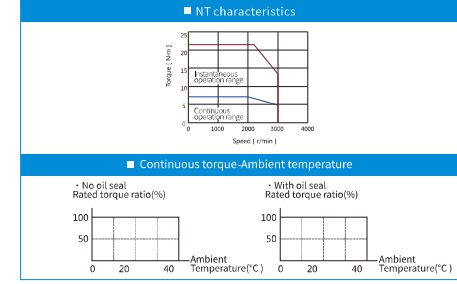 ■ NT characteristics
Torque [ N·m ]
25
20
15
10
5
0
Instantaneous
operation range
Continuous
operation range
0 1000 2000 3000 4000
Speed [ r/min ]
■ Continuous torque-Ambient temperature
・No oil seal
Rated torque ratio(%)
100
50
0 20 40
Ambient
Temperature(℃ )
・With oil seal
Rated torque ratio(%)
100
50
0 20 40
Ambient
Temperature(℃ )